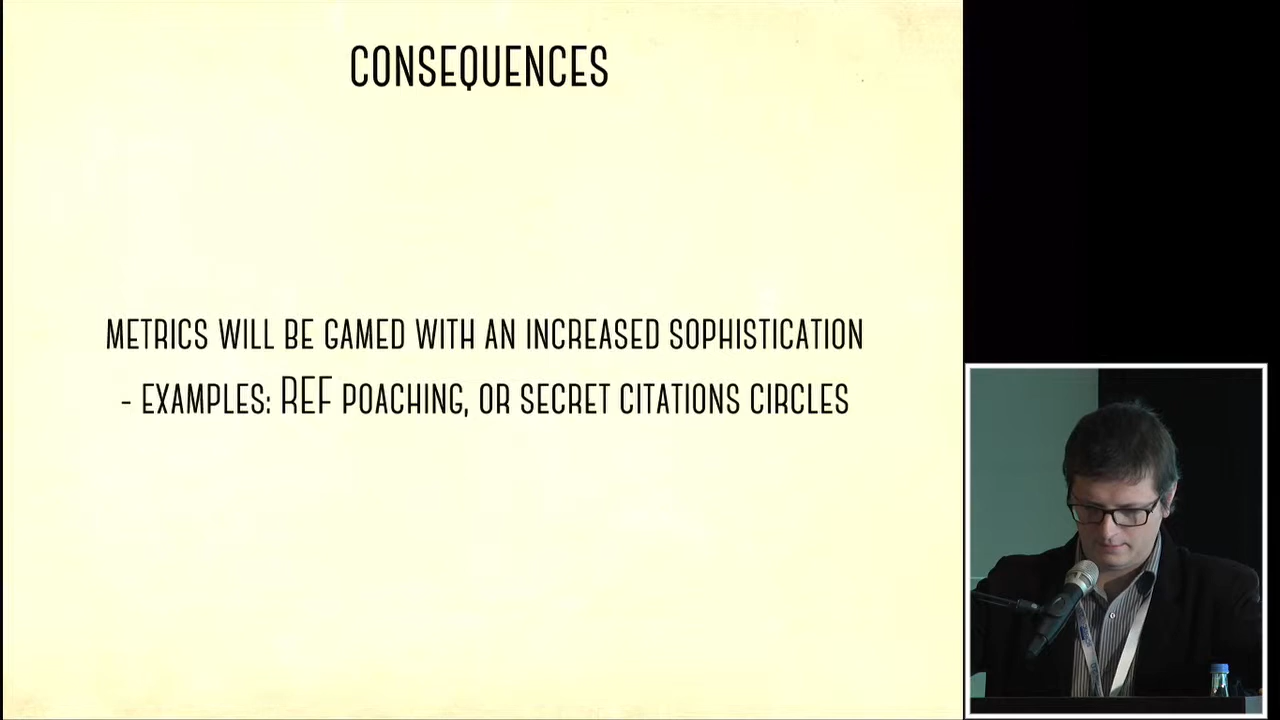 CONSEQUENCES
METRICS WILL BE GAMED WITH AN INCREASED SOPHISTICATION
- EXAMPLES: REF POACHING, OR SECRET CITATIONS CIRCLES